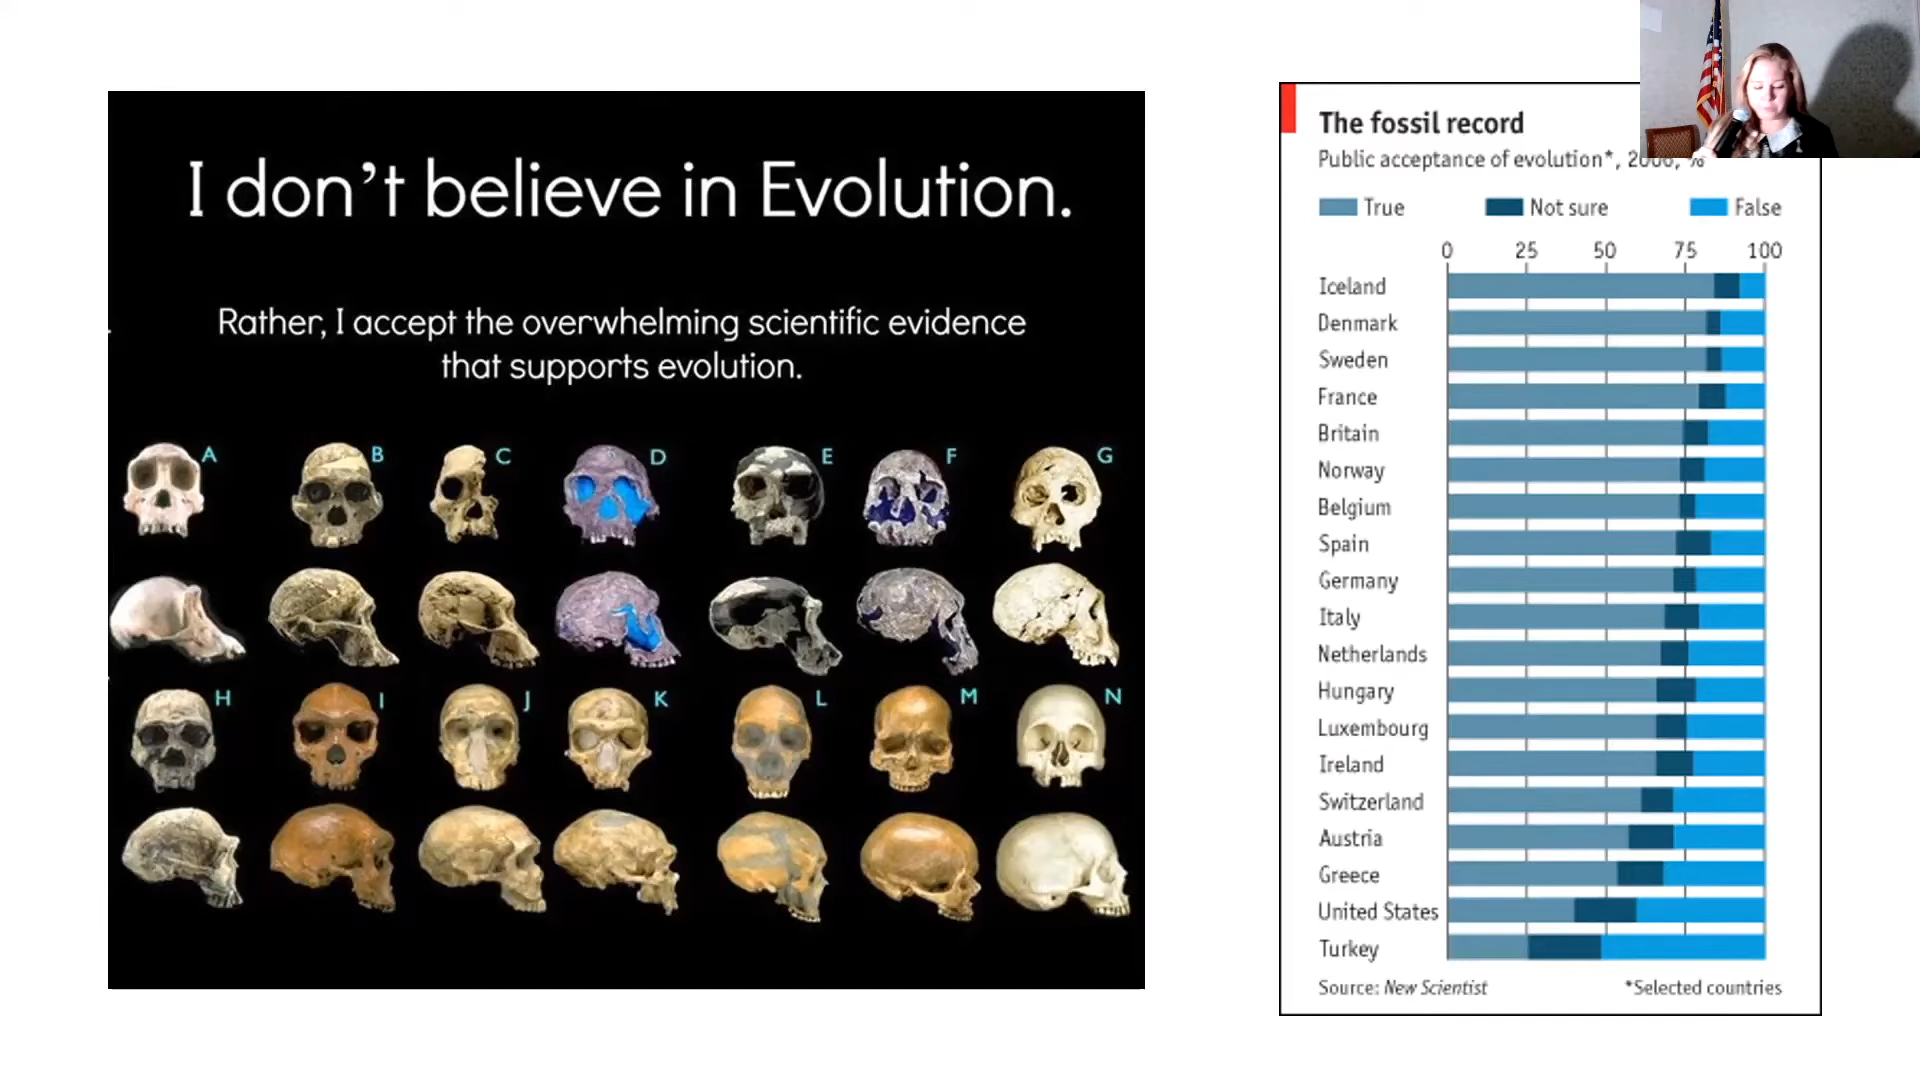 I don't believe in Evolution.
Rather, I accept the overwhelming scientific evidence
that supports evolution.
A B C D E F G
H I J K L M N
The fossil record
Public acceptance of evolution*, 2006, %
True Not sure False
0 25 50 75 100
Iceland
Denmark
Sweden
France
Britain
Norway
Belgium
Spain
Germany
Italy
Netherlands
Hungary
Luxembourg
Ireland
Switzerland
Austria
Greece
United States
Turkey
Source: New Scientist *Selected countries